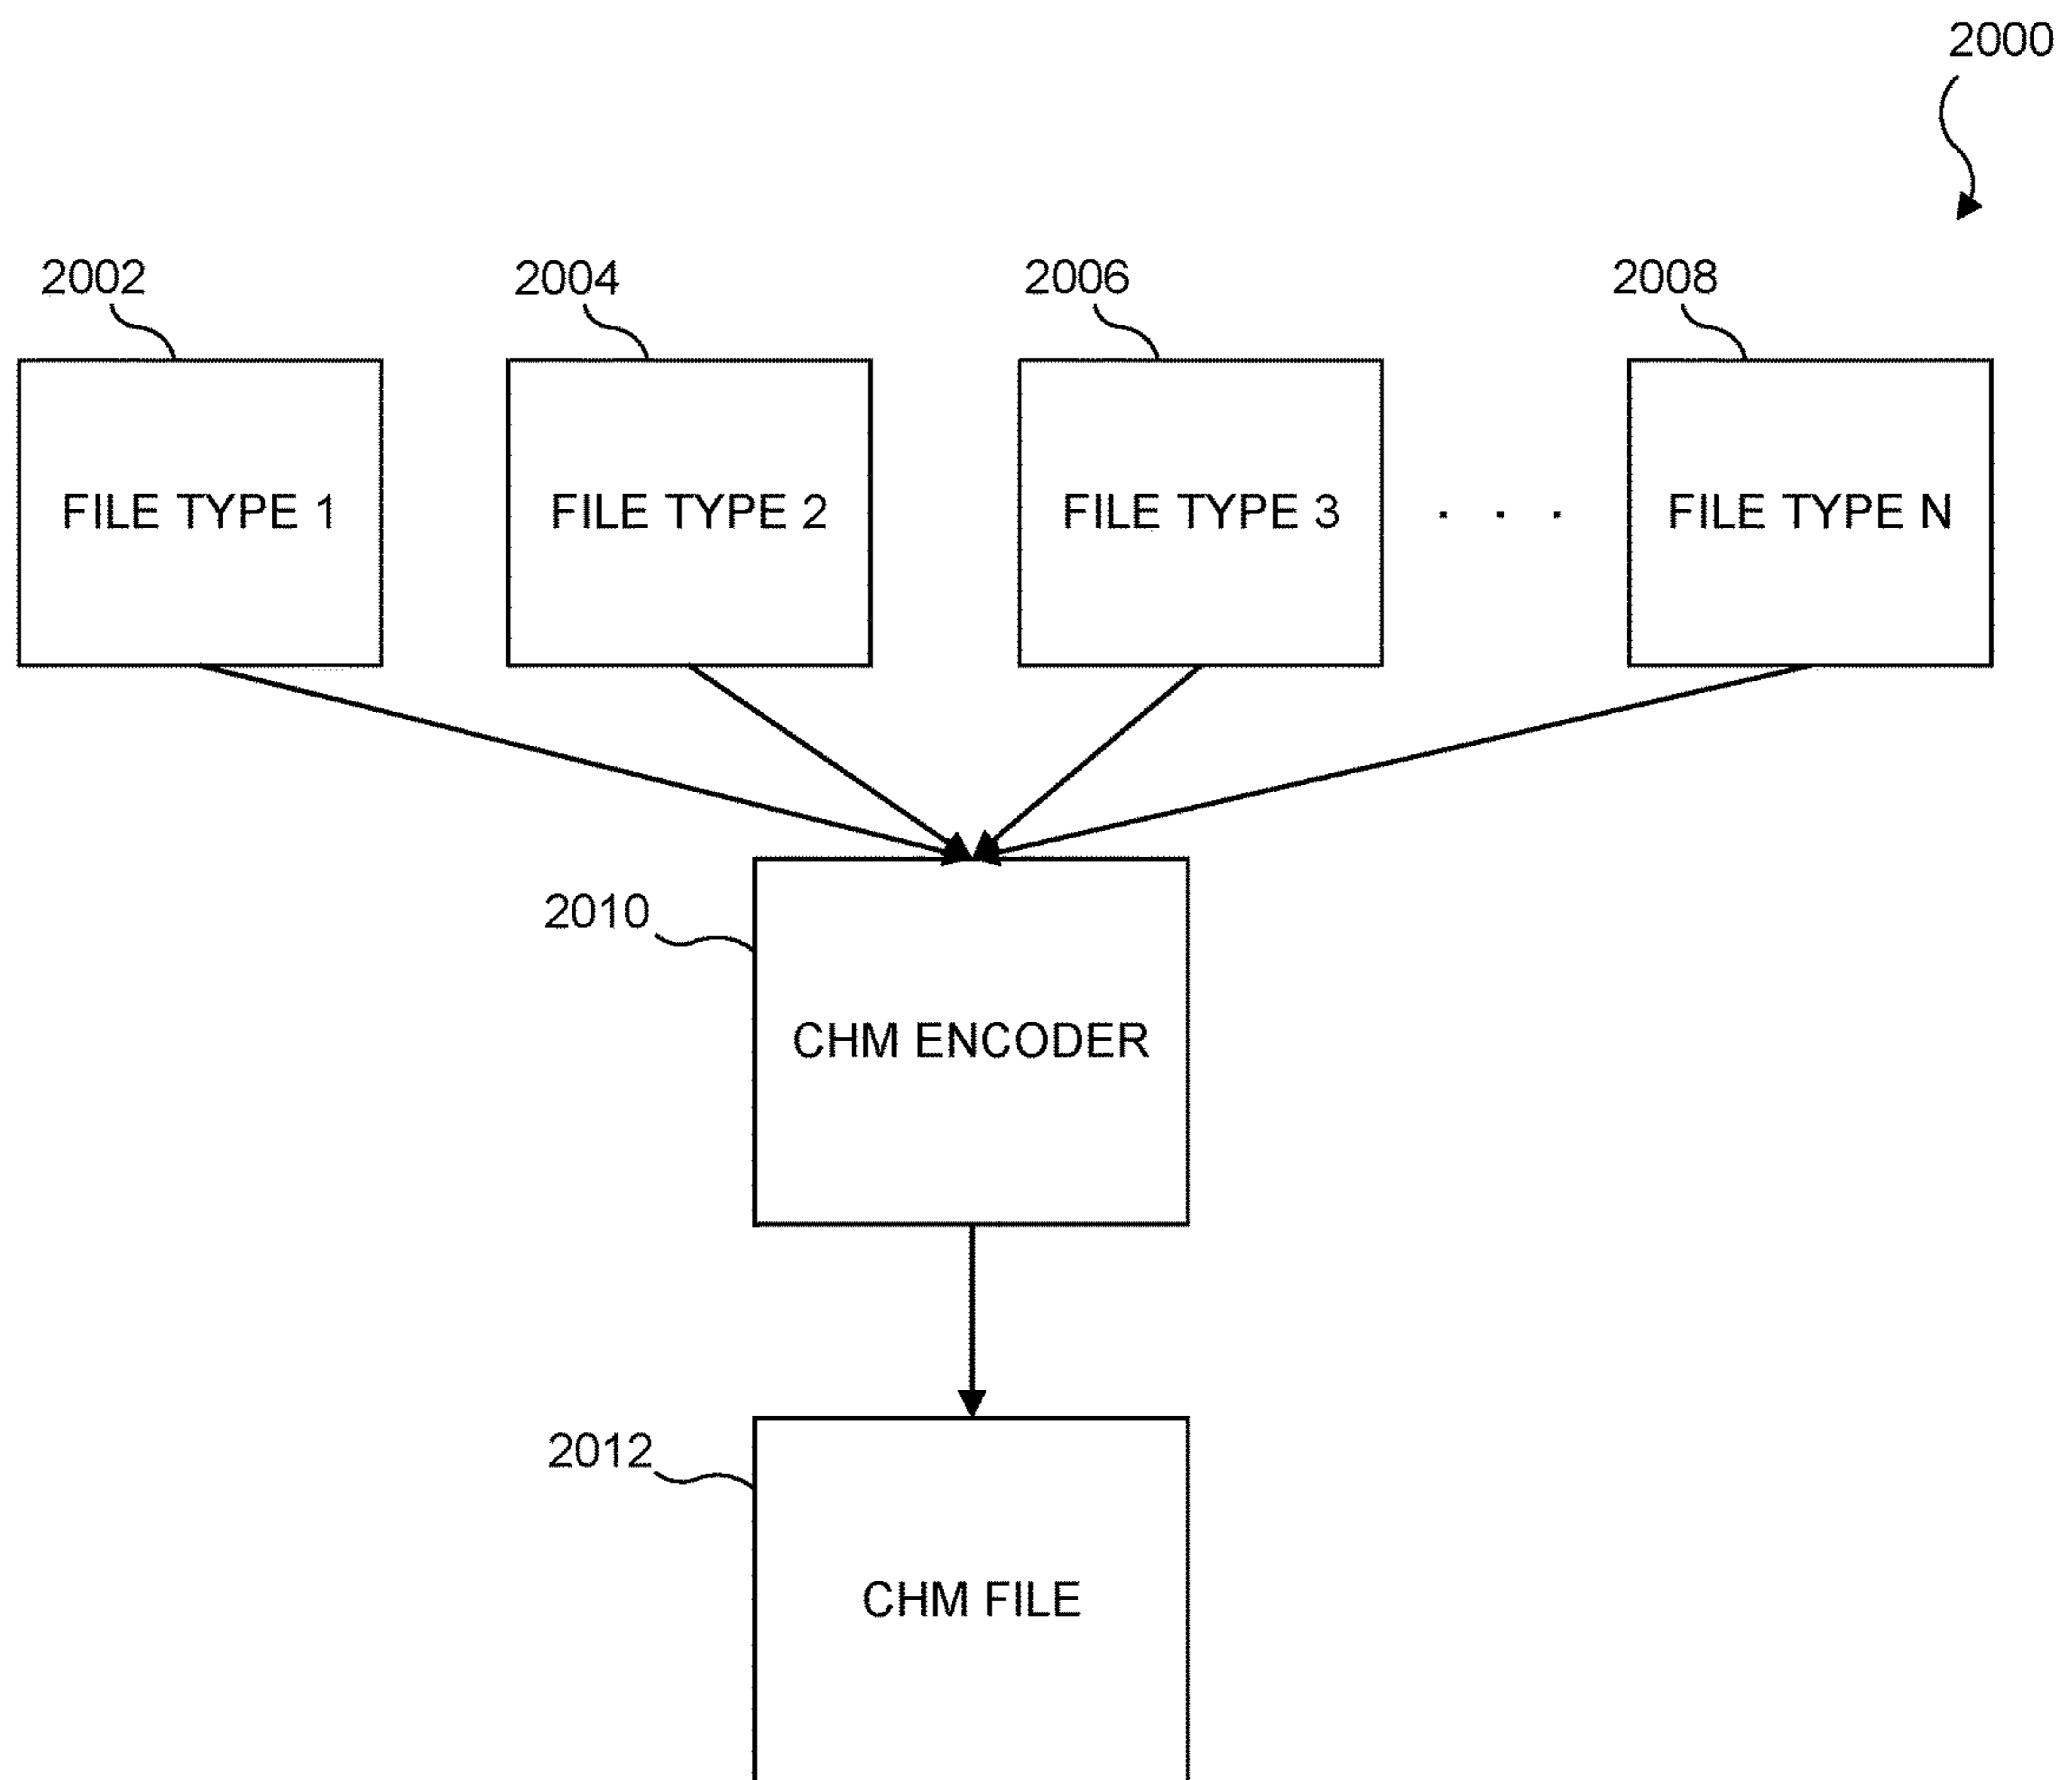 2000
2002
2004
2006
2008
FILE TYPE 1
FILE TYPE 2
FILE TYPE 3
. . .
FILE TYPE N
2010
CHM ENCODER
2012
CHM FILE